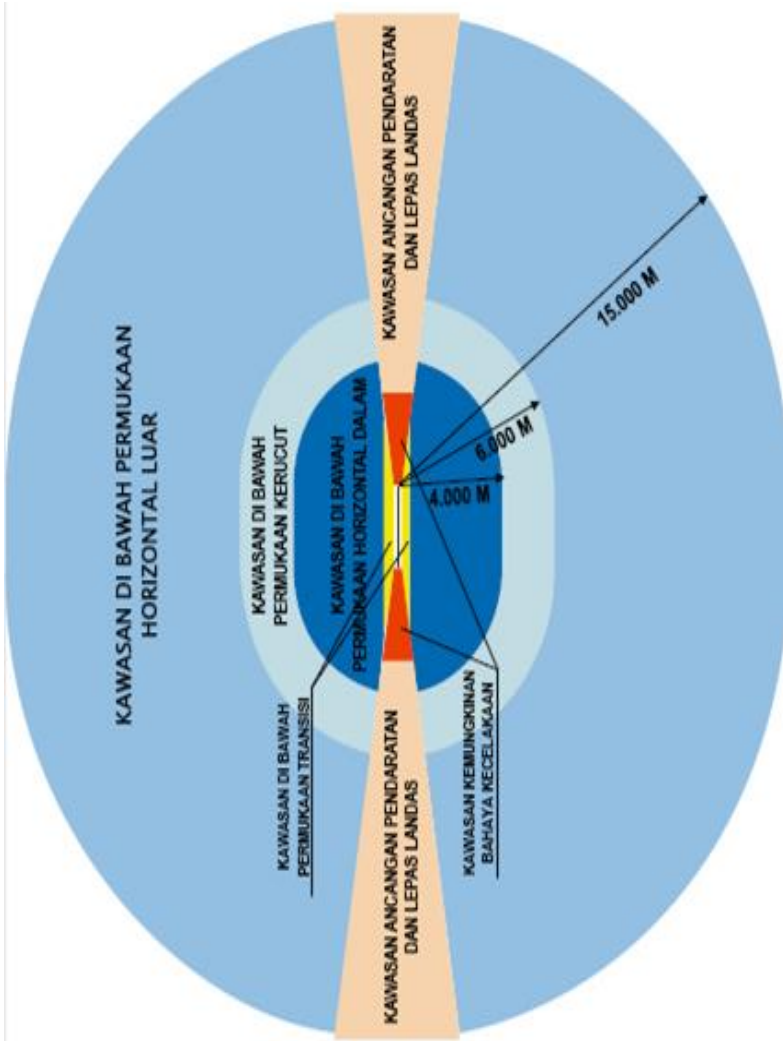 KAWASAN DI BAWAH PERMUKAAN
HORIZONTAL LUAR
KAWASAN DI BAWAH
PERMUKAAN KERUCUT
KAWASAN DI BAWAH
PERMUKAAN HORIZONTAL DALAM
KAWASAN DI BAWAH
PERMUKAAN TRANSISI
KAWASAN ANCANGAN PENDARATAN
DAN LEPAS LANDAS
KAWASAN ANCANGAN PENDARATAN
DAN LEPAS LANDAS
KAWASAN KEMUNGKINAN
BAHAYA KECELAKAAN
4.000 M
6.000 M
15.000 M